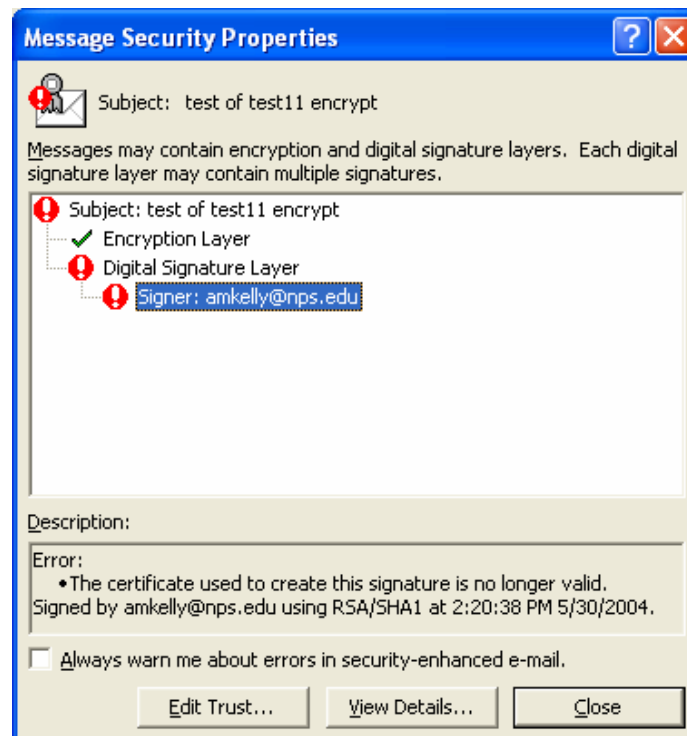 Message Security Properties
Subject: test of test11 encrypt
Messages may contain encryption and digital signature layers. Each digital
signature layer may contain multiple signatures.
Subject: test of test11 encrypt
Encryption Layer
Digital Signature Layer
Signer: amkelly@nps.edu
Description:
Error:
•The certificate used to create this signature is no longer valid.
Signed by amkelly@nps.edu using RSA/SHA1 at 2:20:38 PM 5/30/2004.
Always warn me about errors in security-enhanced e-mail.
Edit Trust... View Details... Close